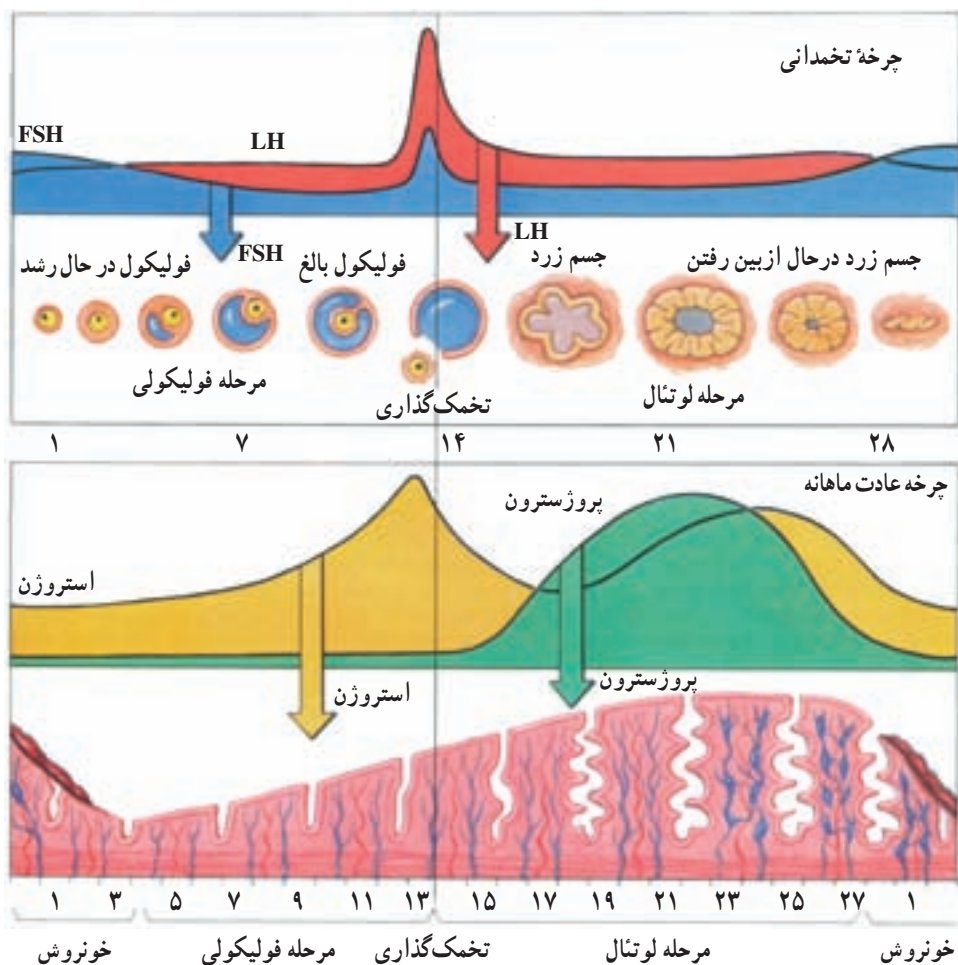 چرخهٔ تخمدانی
FSH
LH
FSH
LH
فولیکول در حال رشد
فولیکول بالغ
جسم زرد
جسم زرد درحال ازبین رفتن
مرحله فولیکولی
تخمک‌گذاری
مرحله لوتئال
۱ ۷ ۱۴ ۲۱ ۲۸
چرخه عادت ماهانه
پروژسترون
استروژن
استروژن
پروژسترون
۱ ۳ ۵ ۷ ۹ ۱۱ ۱۳ ۱۵ ۱۷ ۱۹ ۲۱ ۲۳ ۲۵ ۲۷ ۱
خونروش مرحله فولیکولی تخمک‌گذاری مرحله لوتئال خونروش